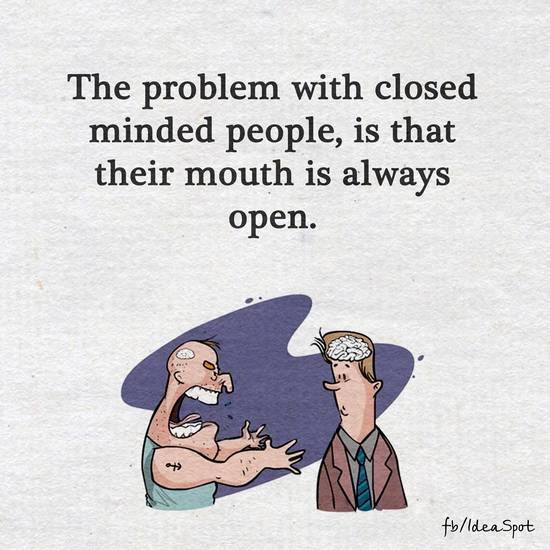 The problem with closed
minded people, is that
their mouth is always
open.
fb/IdeaSpot